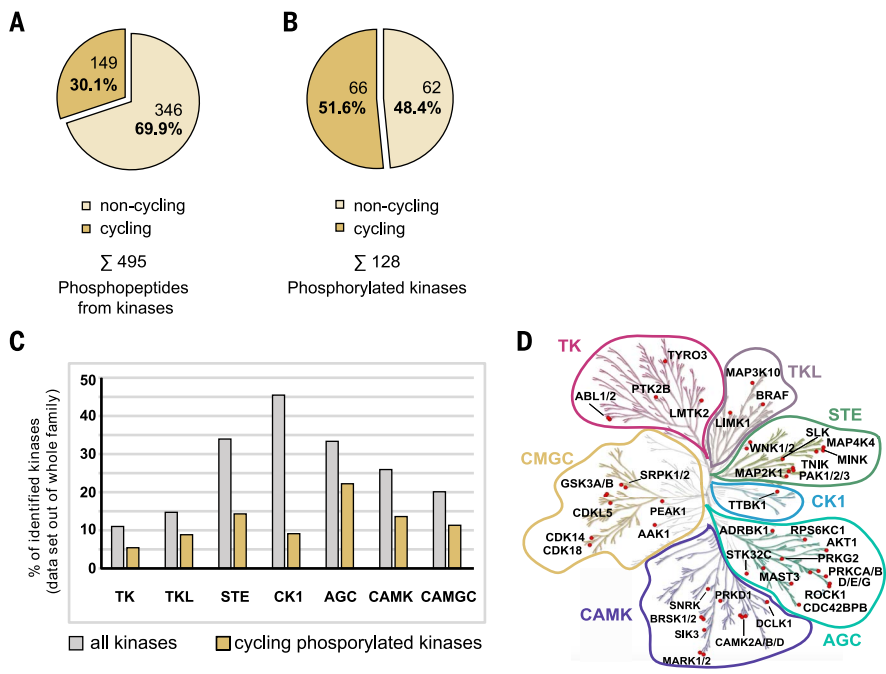 A
149
30.1%
346
69.9%
non-cycling
cycling
∑ 495
Phosphopeptides
from kinases
B
66
51.6%
62
48.4%
non-cycling
cycling
∑ 128
Phosphorylated kinases
C
% of identified kinases
(data set out of whole family)
50
40
30
20
10
0
TK
TKL
STE
CK1
AGC
CAMK
CAMGC
all kinases
cycling phosporylated kinases
D
TK
TYRO3
PTK2B
ABL1/2
LMTK2
TKL
MAP3K10
BRAF
LIMK1
STE
SLK
WNK1/2
MAP4K4
MINK
TNIK
MAP2K1
PAK1/2/3
CMGC
SRPK1/2
GSK3A/B
CDKL5
PEAK1
CDK14
CDK18
AAK1
CK1
TTBK1
ADRBK1
RPS6KC1
AKT1
STK32C
PRKG2
MAST3
PRKCA/B
D/E/G
ROCK1
CDC42BPB
AGC
CAMK
SNRK
PRKD1
BRSK1/2
DCLK1
SIK3
CAMK2A/B/D
MARK1/2